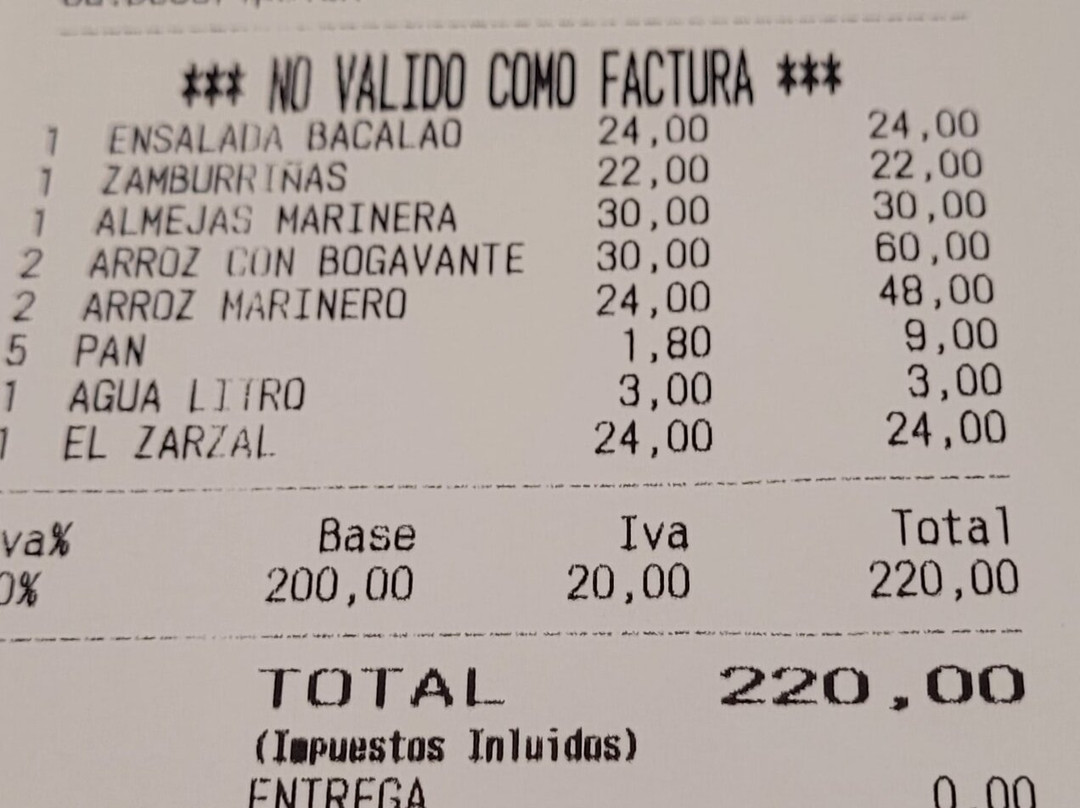 *** NO VALIDO COMO FACTURA ***
1 ENSALADA BACALAO 24,00 24,00
1 ZAMBURRIÑAS 22,00 22,00
1 ALMEJAS MARINERA 30,00 30,00
2 ARROZ CON BOGAVANTE 30,00 60,00
2 ARROZ MARINERO 24,00 48,00
5 PAN 1,80 9,00
1 AGUA LITRO 3,00 3,00
1 EL ZARZAL 24,00 24,00
va% Base Iva Total
0% 200,00 20,00 220,00
TOTAL 220,00
(Impuestos Inluidos)
ENTREGA 0,00